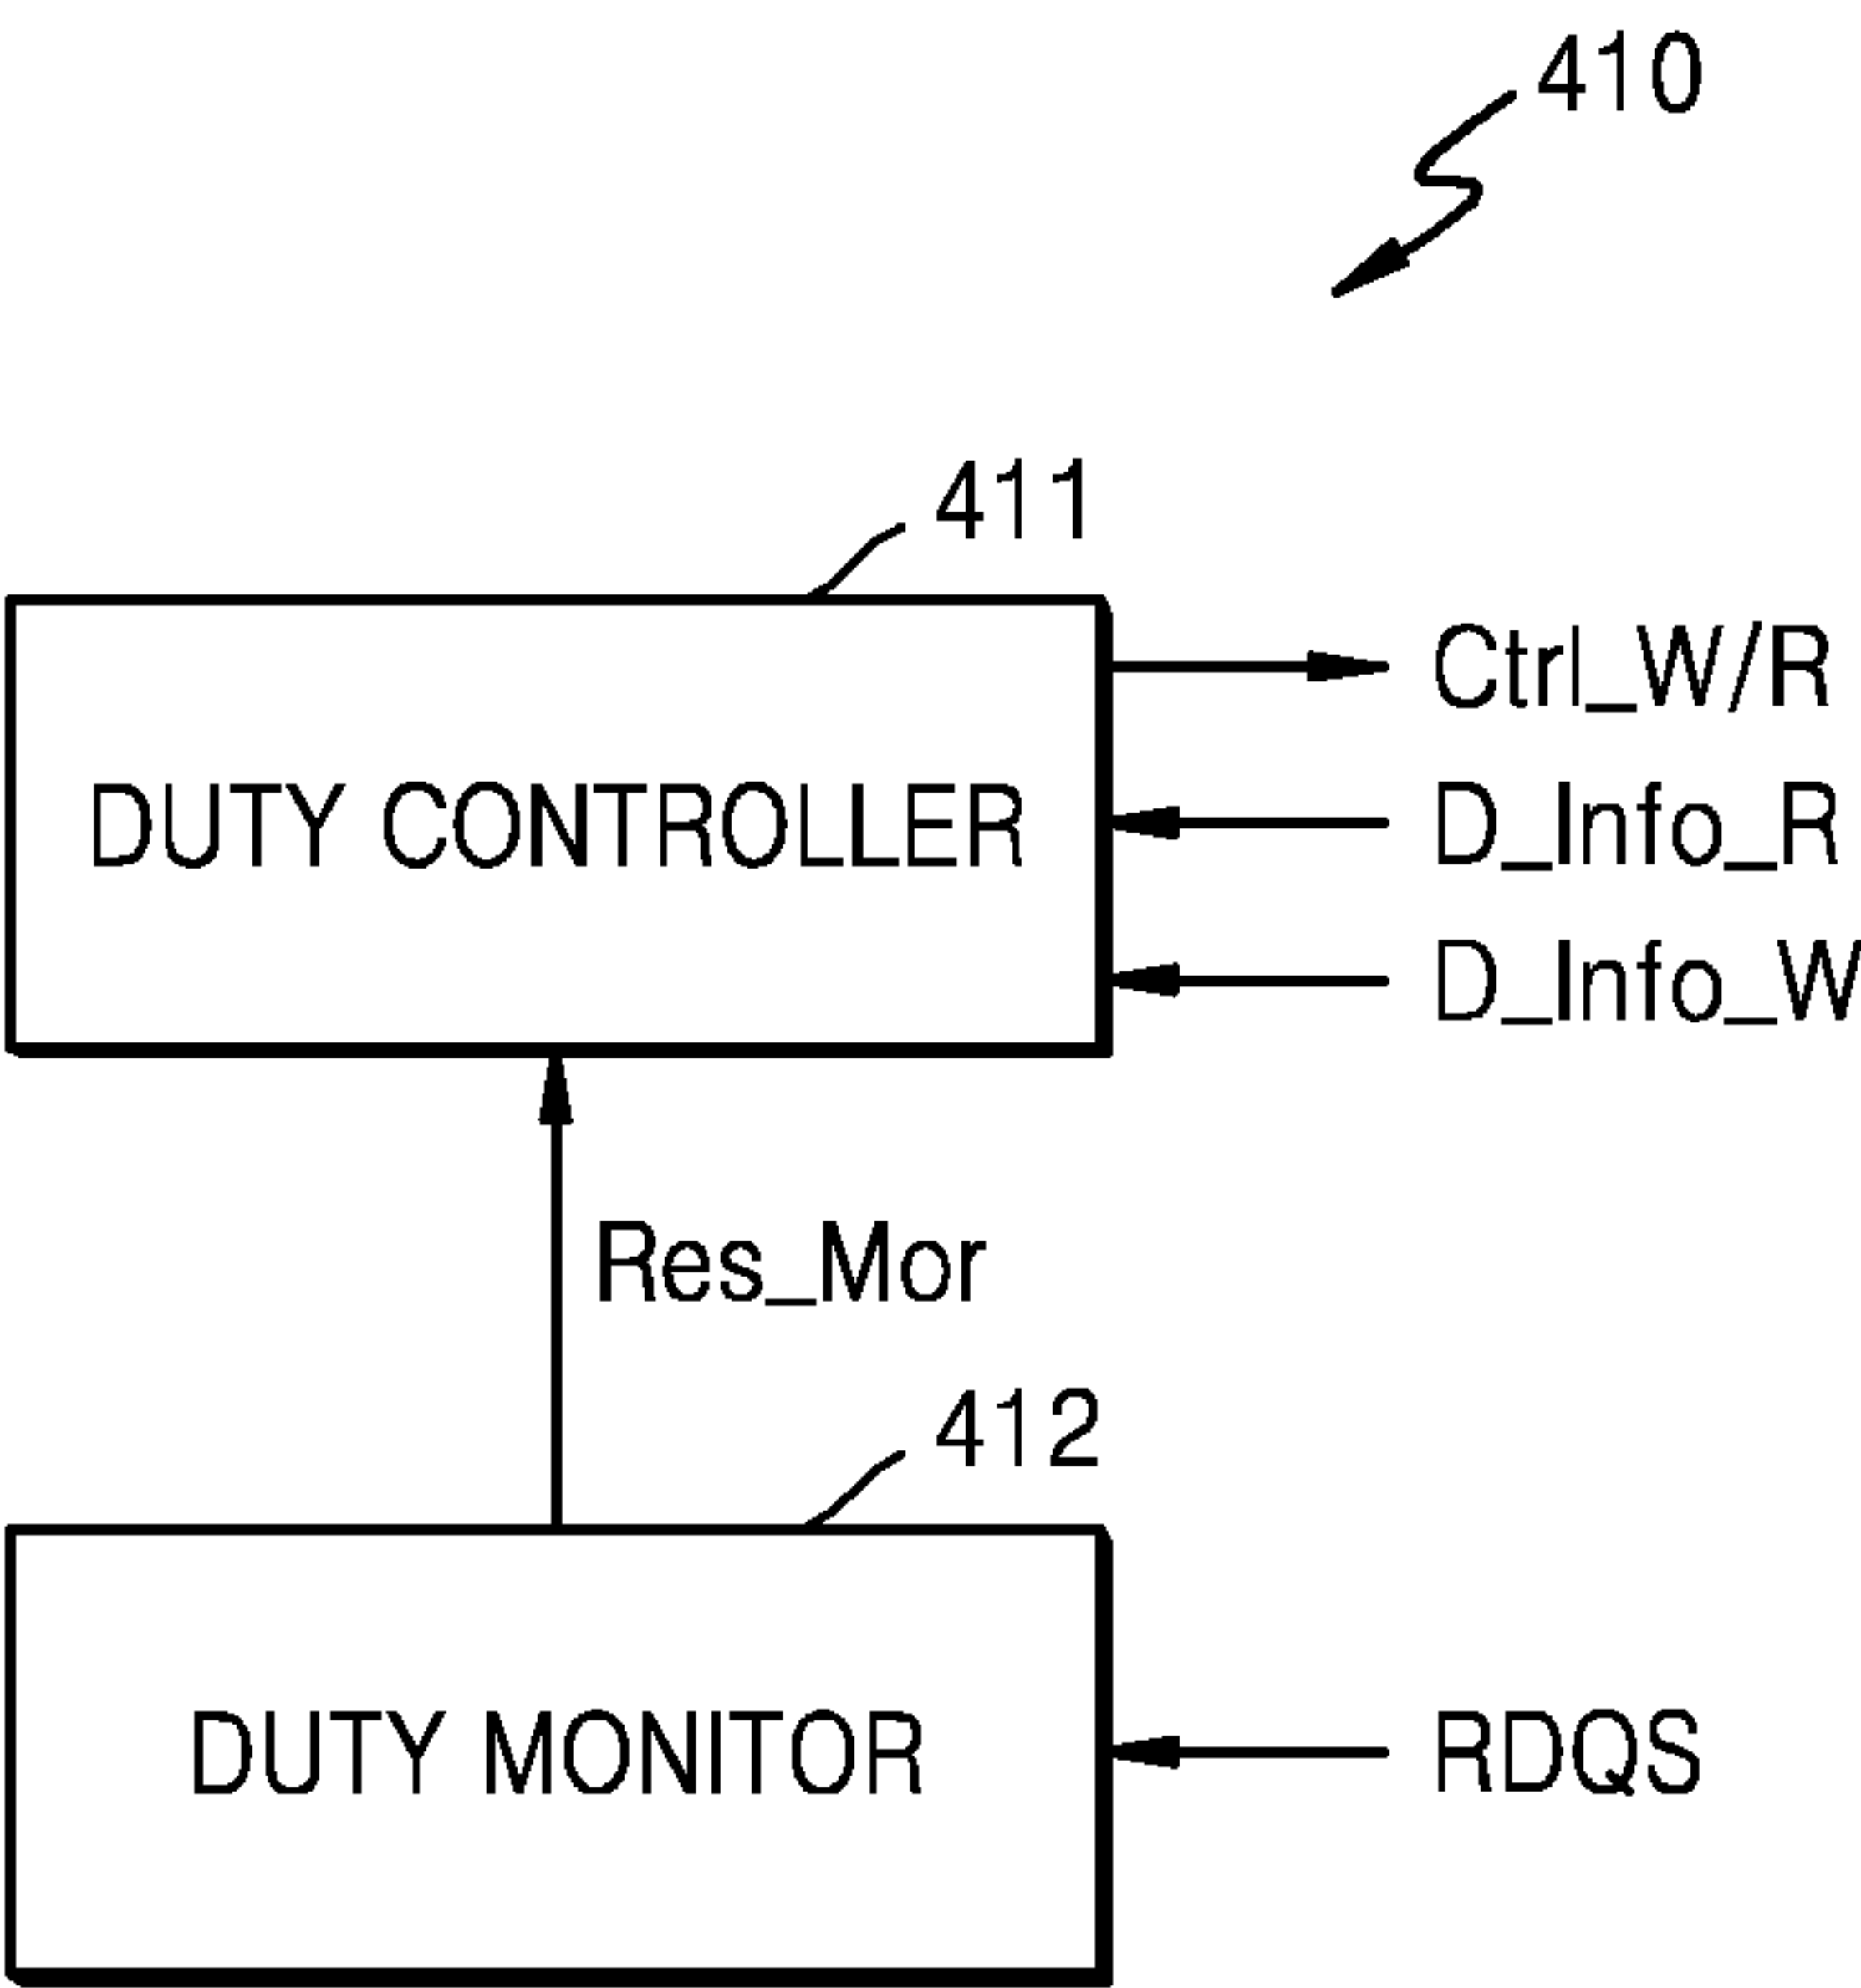 410
411
DUTY CONTROLLER
Ctrl_W/R
D_Info_R
D_Info_W
Res_Mor
412
DUTY MONITOR
RDQS